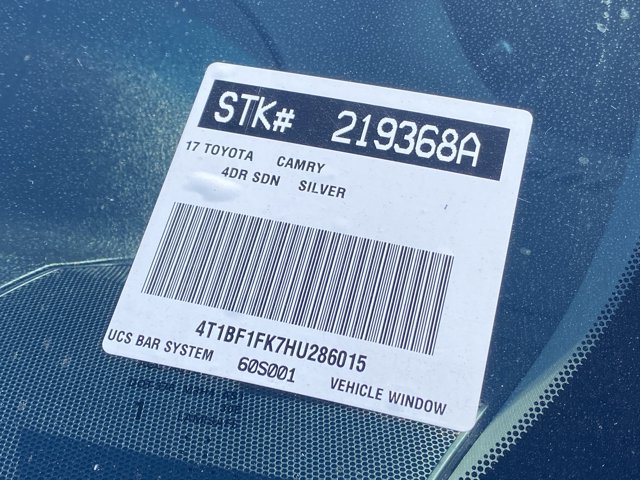 STK# 219368A
17 TOYOTA CAMRY
4DR SDN SILVER
4T1BF1FK7HU286015
UCS BAR SYSTEM 60S001 VEHICLE WINDOW